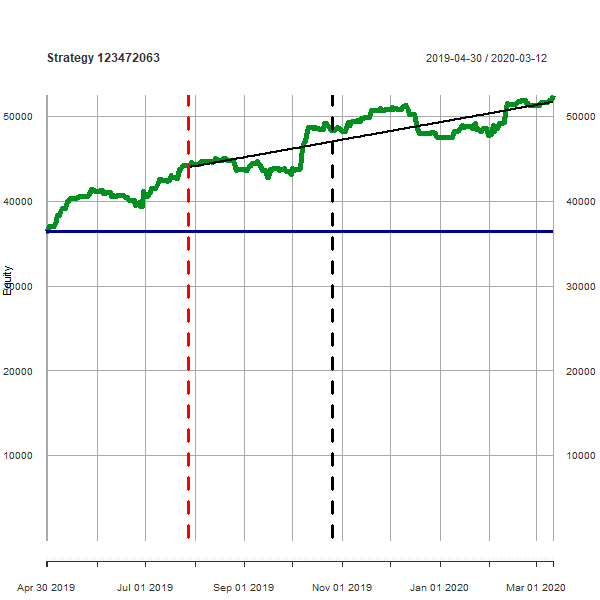 Strategy 123472063
2019-04-30 / 2020-03-12
50000
50000
40000
40000
Equity
30000
30000
20000
20000
10000
10000
Apr 30 2019
Jul 01 2019
Sep 01 2019
Nov 01 2019
Jan 01 2020
Mar 01 2020